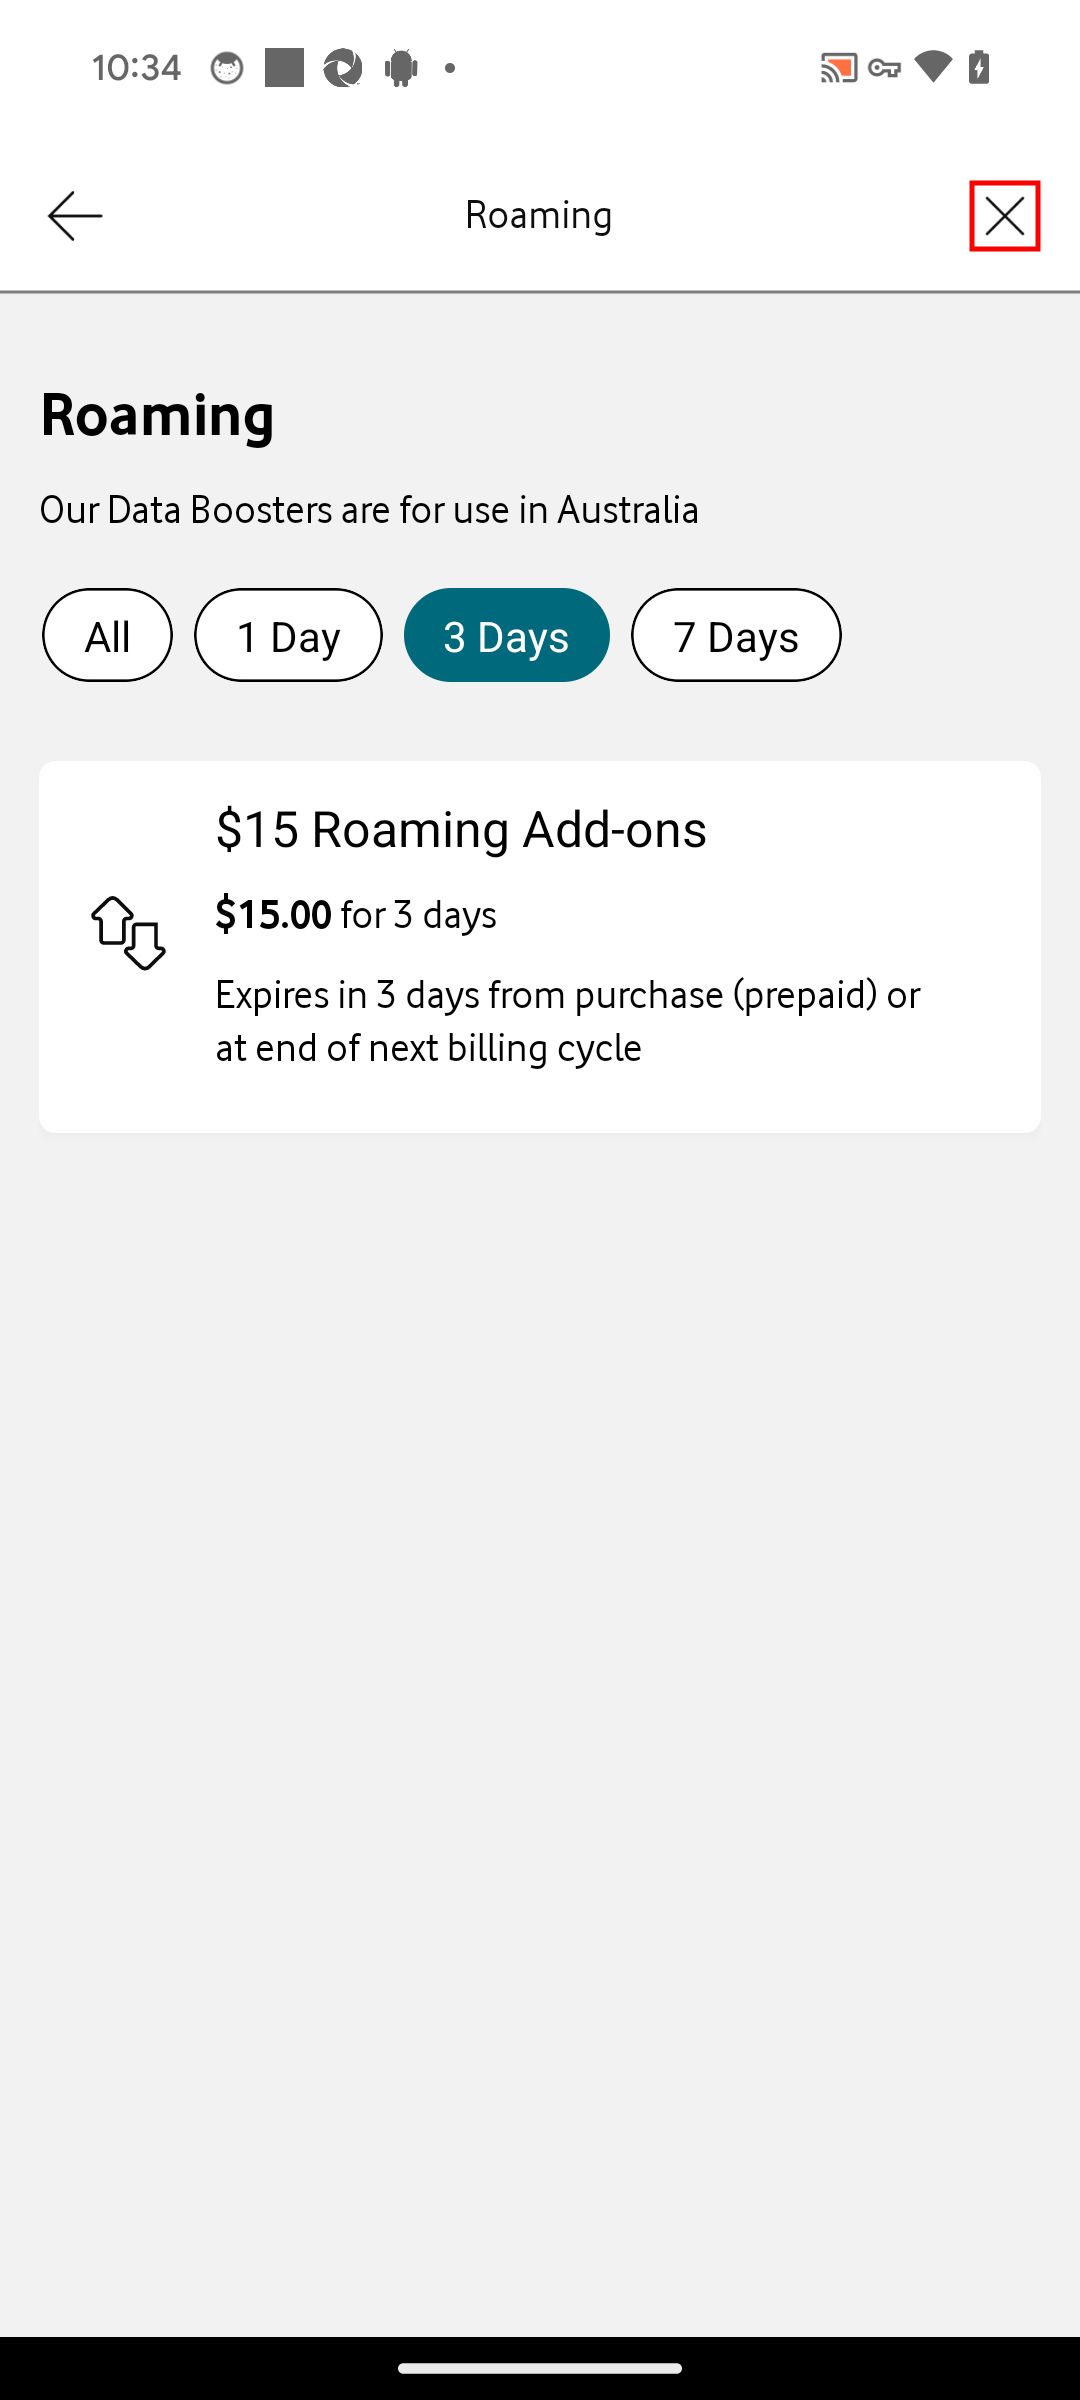 10:34
Roaming
Roaming
Our Data Boosters are for use in Australia
All
1 Day
3 Days
7 Days
$15 Roaming Add-ons
$15.00 for 3 days
Expires in 3 days from purchase (prepaid) or
at end of next billing cycle